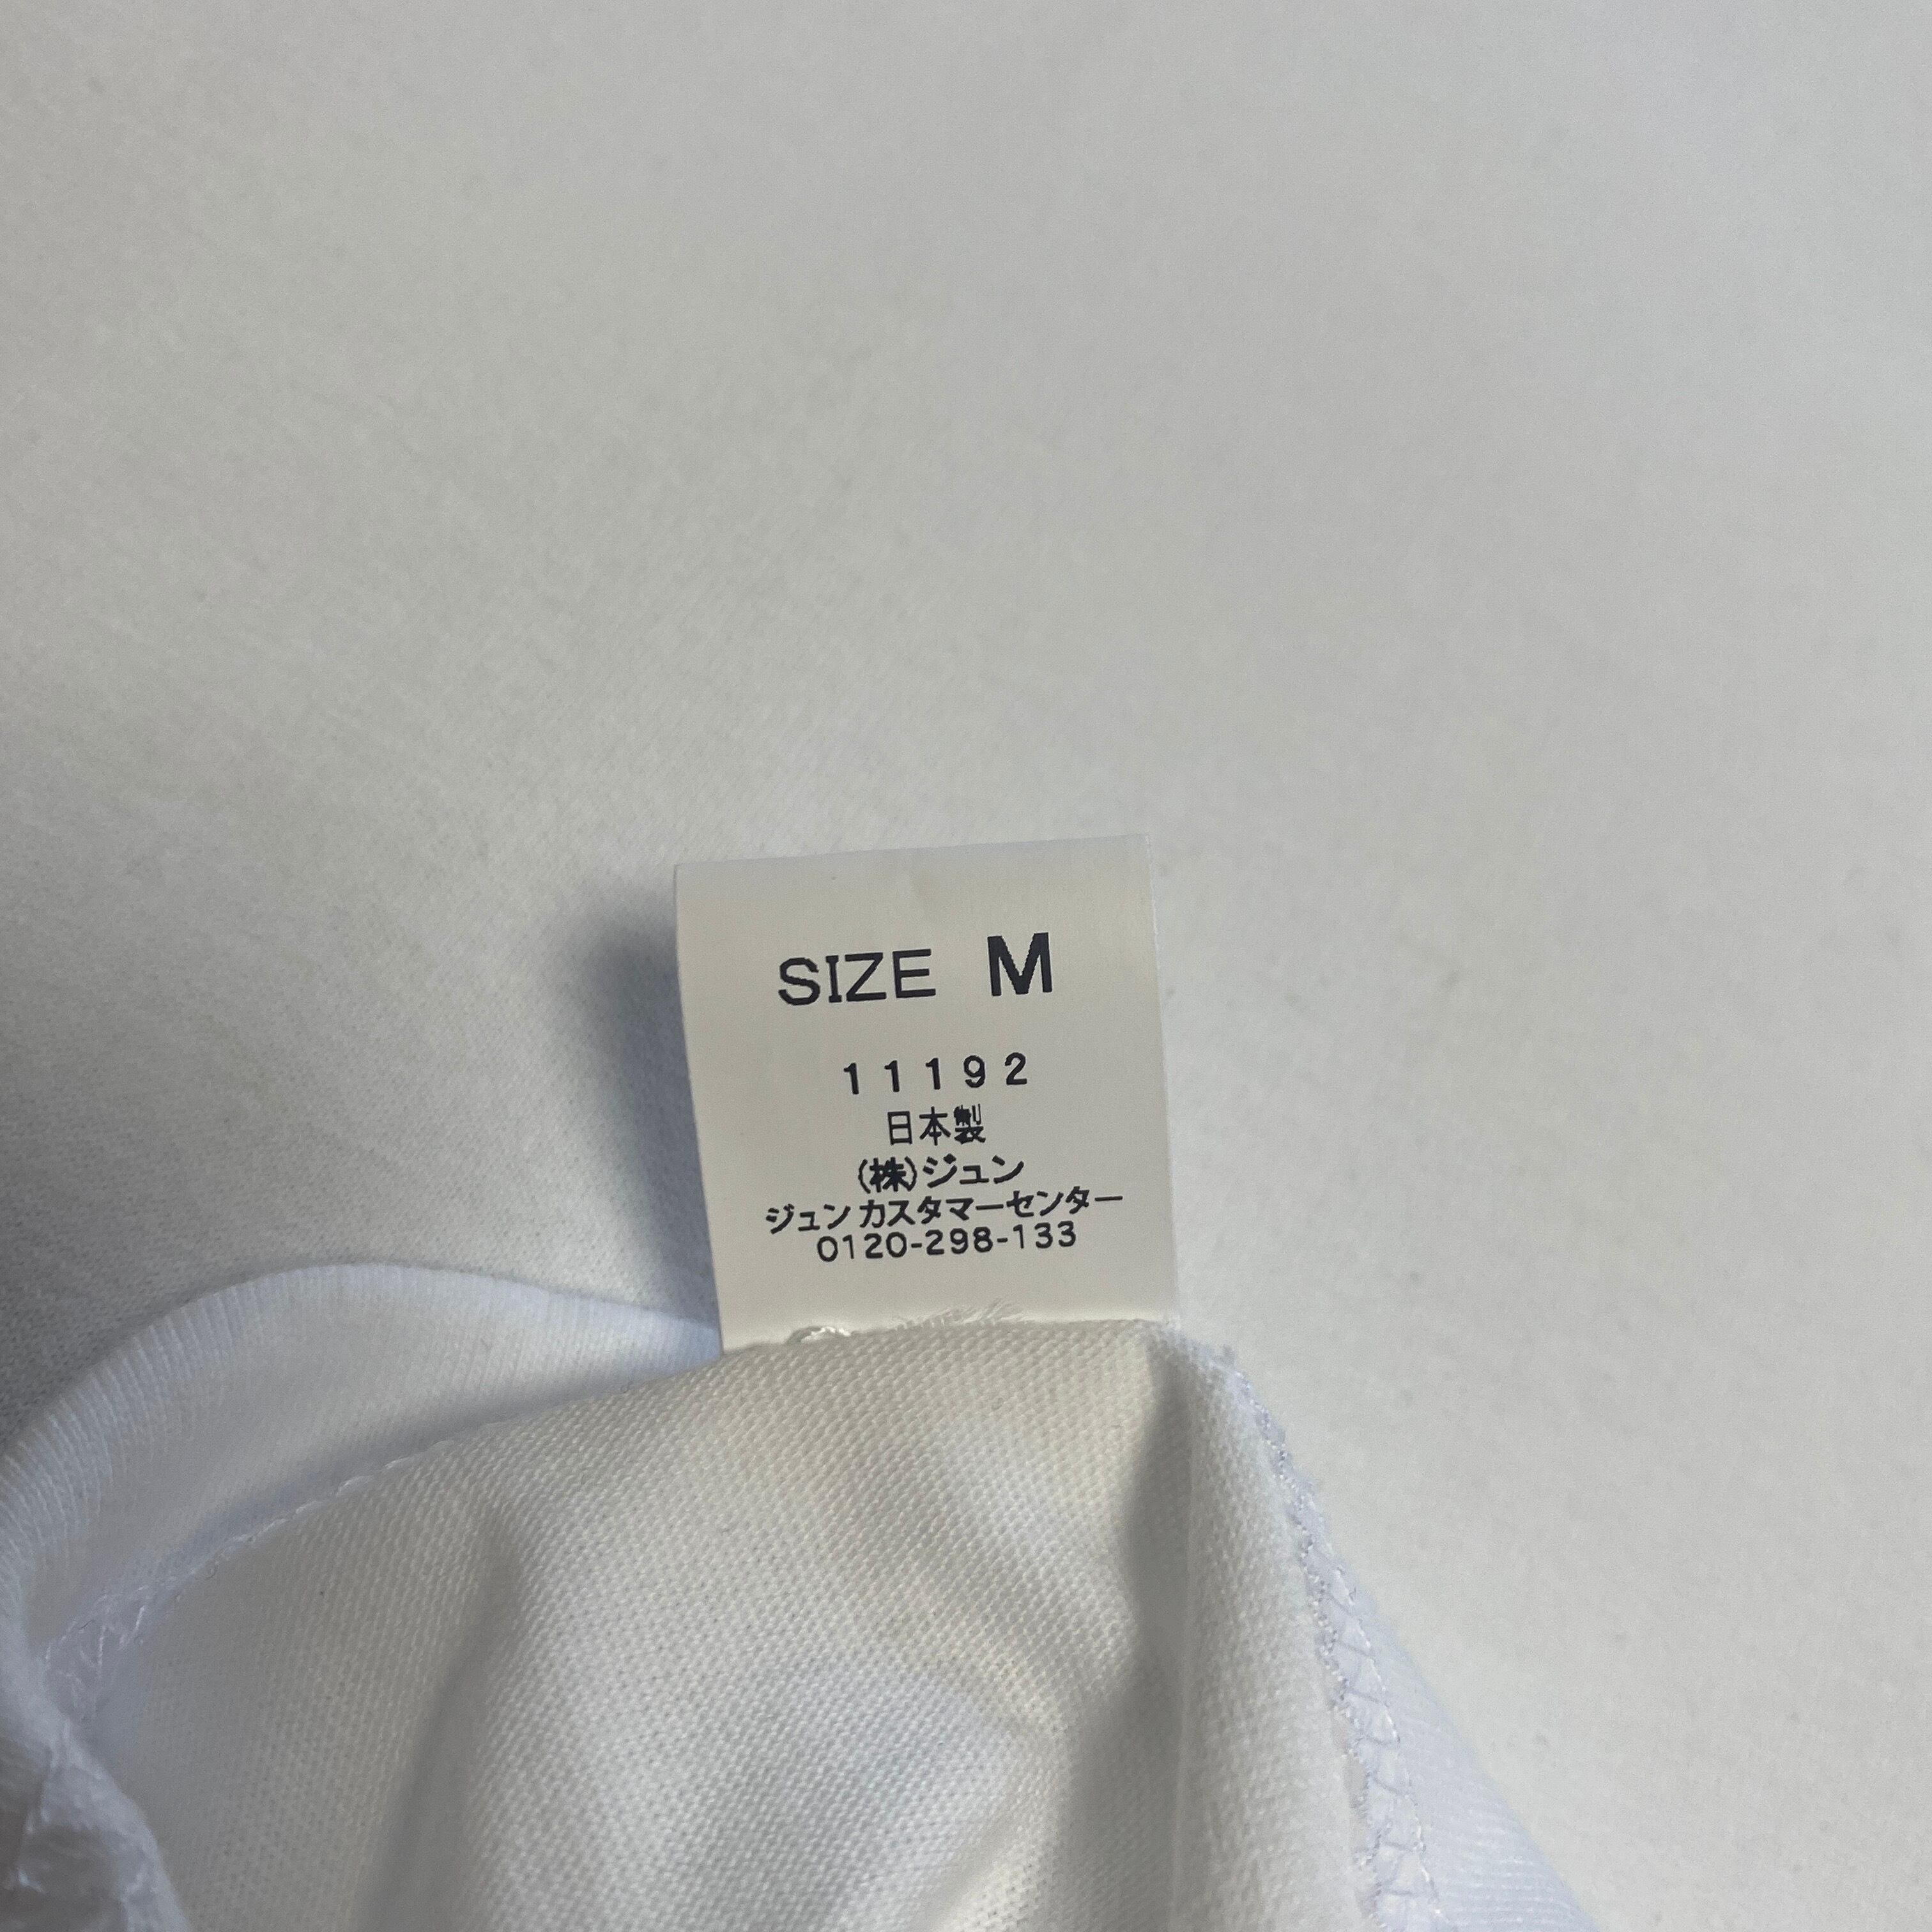 SIZE M
11192
日本製
(株)ジュン
ジュン カスタマーセンター
0120-298-133